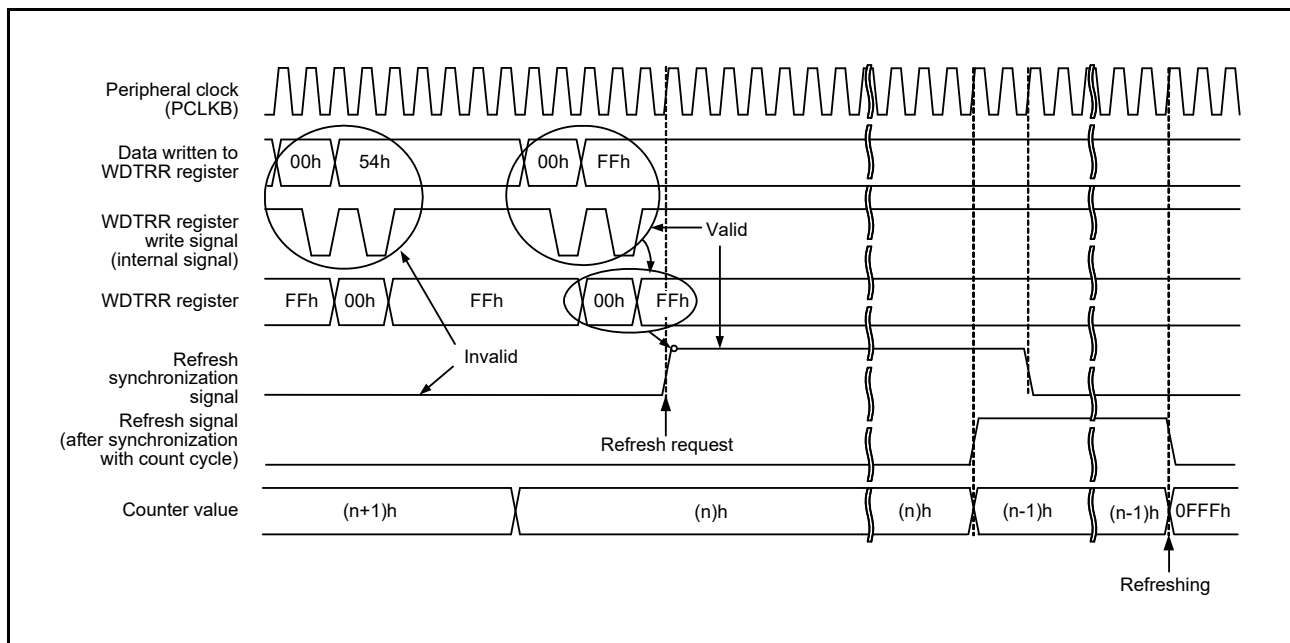 Peripheral clock
(PCLKB)
Data written to
WDTRR register
00h 54h 00h FFh
WDTRR register
write signal
(internal signal)
Valid
WDTRR register
FFh 00h FFh 00h FFh
Invalid
Refresh
synchronization
signal
Refresh request
Refresh signal
(after synchronization
with count cycle)
Counter value
(n+1)h (n)h (n)h (n-1)h (n-1)h 0FFFh
Refreshing